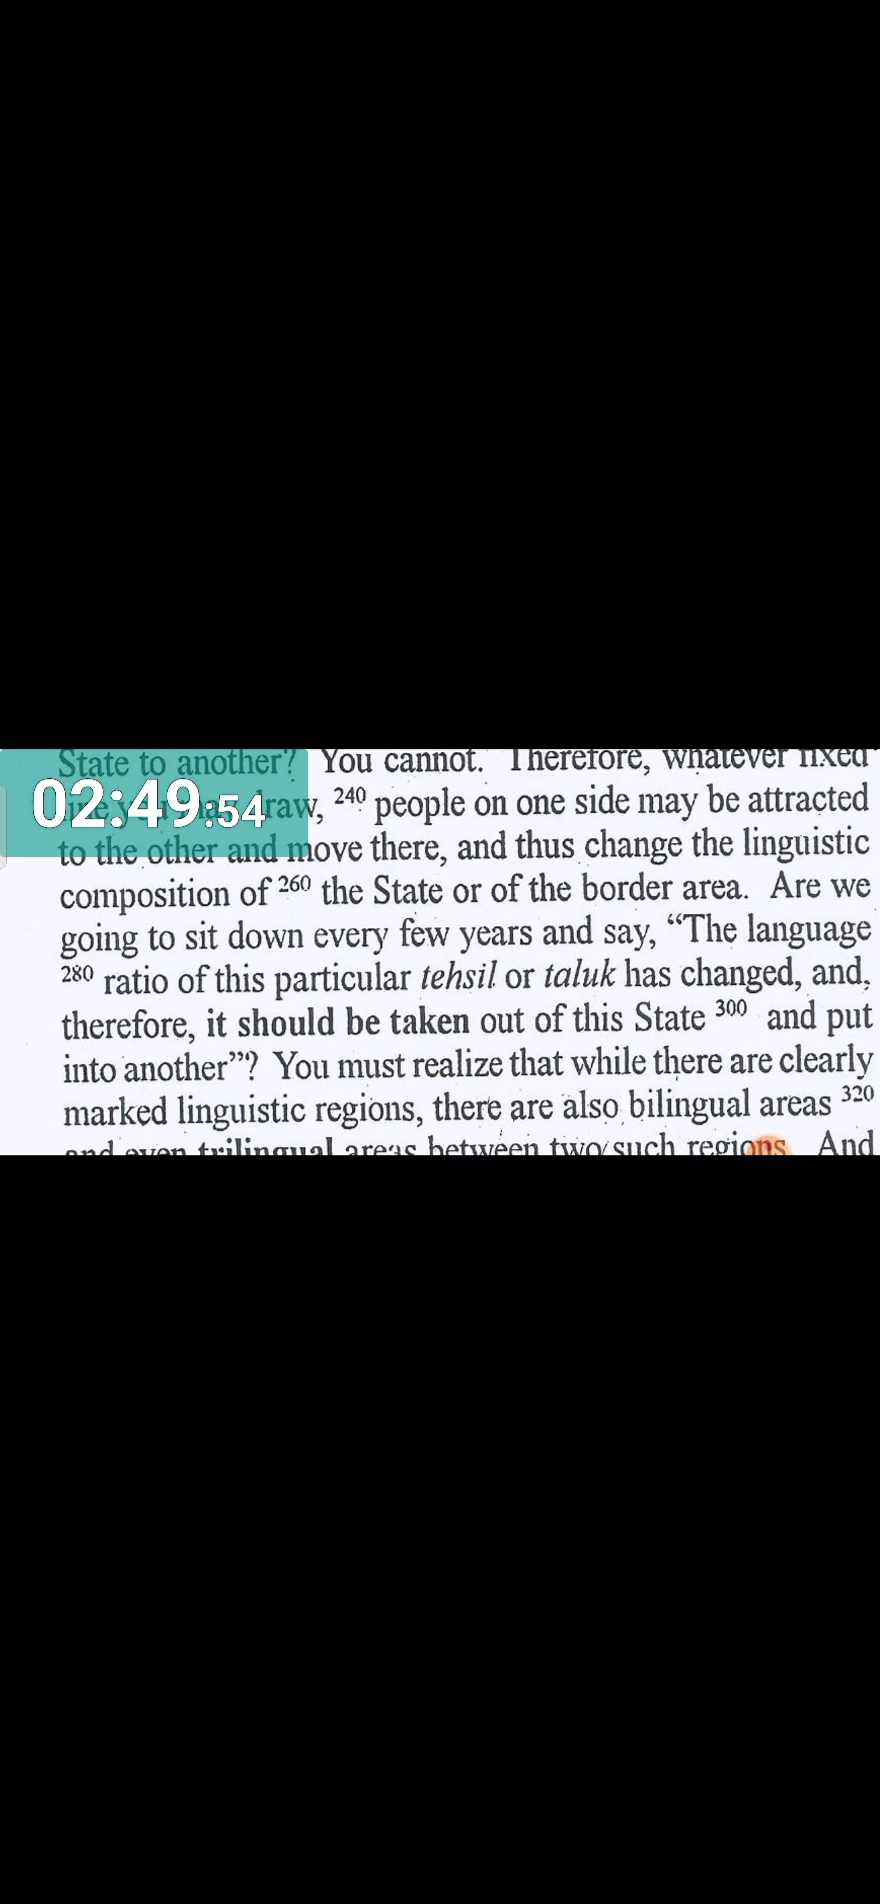 State to another? You cannot. Therefore, whatever fixed
draw, 240 people on one side may be attracted
02:49:54
to the other and move there, and thus change the linguistic
composition of 260 the State or of the border area. Are we
going to sit down every few years and say, “The language
280 ratio of this particular tehsil or taluk has changed, and,
therefore, it should be taken out of this State 300 and put
into another”? You must realize that while there are clearly
marked linguistic regions, there are also bilingual areas 320
and even trilingual areas between two such regions. And